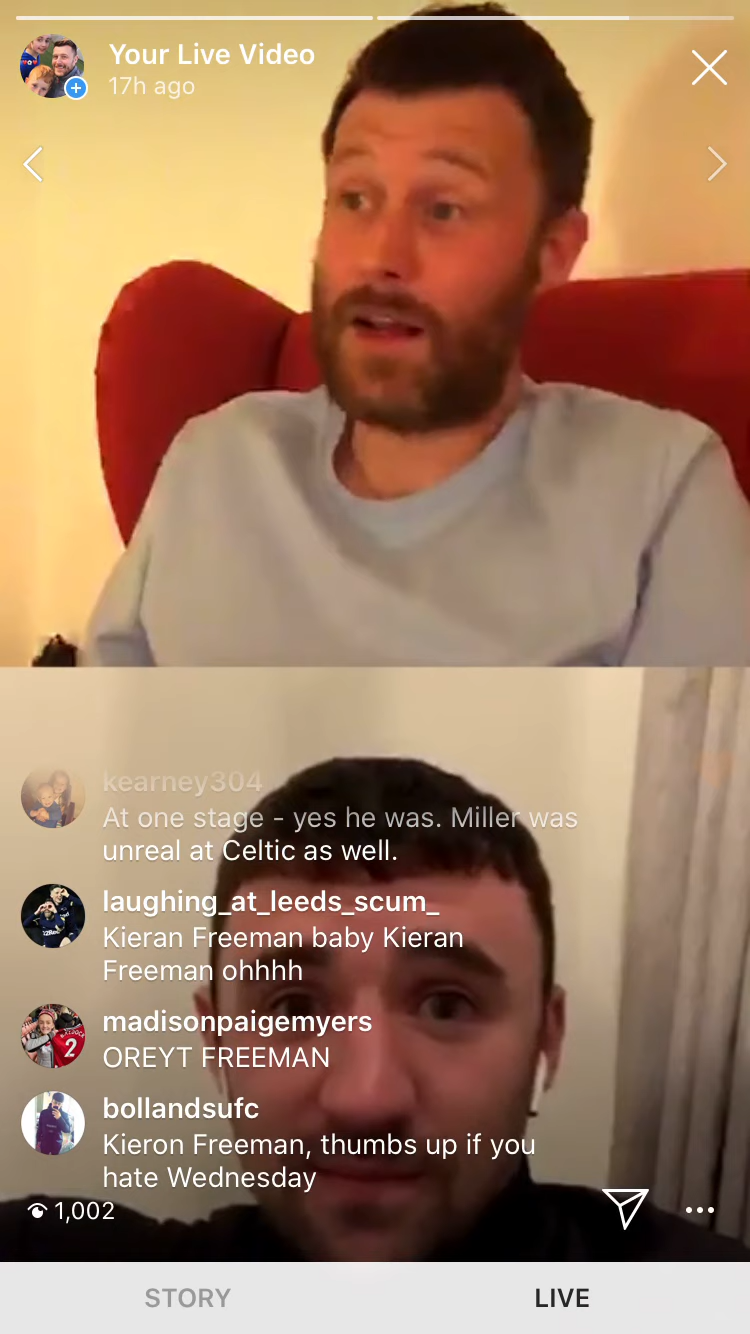 Your Live Video
17h ago
kearney304
At one stage - yes he was. Miller was
unreal at Celtic as well.
laughing_at_leeds_scum_
Kieran Freeman baby Kieran
Freeman ohhhh
madisonpaigemyers
OREYT FREEMAN
2
bollandsufc
Kieron Freeman, thumbs up if you
hate Wednesday
1,002
STORY
LIVE